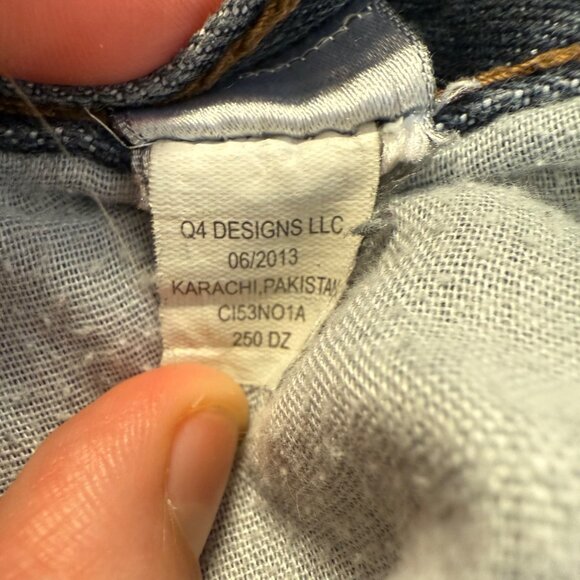 Q4 DESIGNS LLC
06/2013
KARACHI,PAKISTAN
CI53NO1A
250 DZ